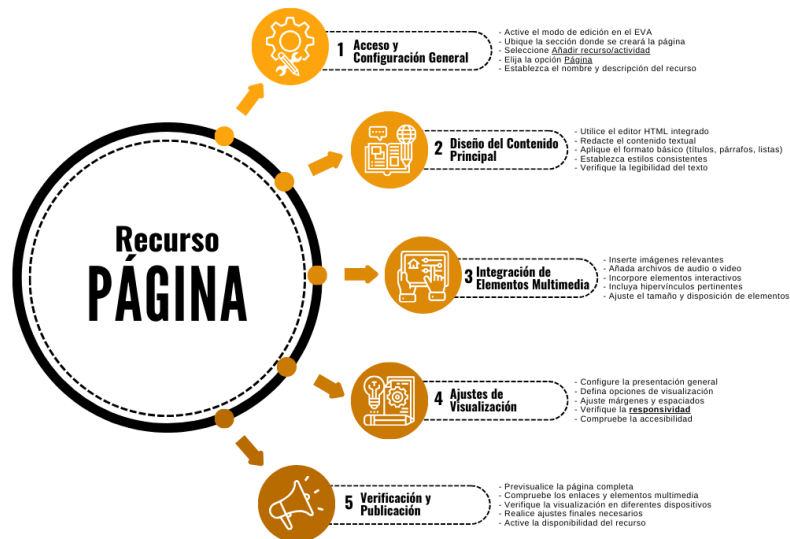 Recurso
PÁGINA
1 Acceso y
Configuración General
- Active el modo de edición en el EVA
- Ubique la sección donde se creará la página
- Seleccione Añadir recurso/actividad
- Elija la opción Página
- Establezca el nombre y descripción del recurso
2 Diseño del Contenido
Principal
- Utilice el editor HTML integrado
- Redacte el contenido textual
- Aplique el formato básico (títulos, párrafos, listas)
- Establezca estilos consistentes
- Verifique la legibilidad del texto
3 Integración de
Elementos Multimedia
- Inserte imágenes relevantes
- Añada archivos de audio o video
- Incorpore elementos interactivos
- Incluya hipervínculos pertinentes
- Ajuste el tamaño y disposición de elementos
4 Ajustes de
Visualización
- Configure la presentación general
- Defina opciones de visualización
- Ajuste márgenes y espaciados
- Verifique la responsividad
- Compruebe la accesibilidad
5 Verificación y
Publicación
- Previsualice la página completa
- Compruebe los enlaces y elementos multimedia
- Verifique la visualización en diferentes dispositivos
- Realice ajustes finales necesarios
- Active la disponibilidad del recurso